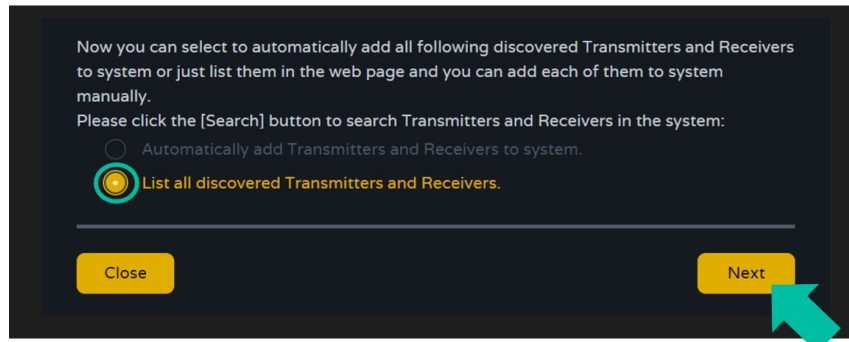 Now you can select to automatically add all following discovered Transmitters and Receivers
to system or just list them in the web page and you can add each of them to system
manually.
Please click the [Search] button to search Transmitters and Receivers in the system:
Automatically add Transmitters and Receivers to system.
List all discovered Transmitters and Receivers.
Close
Next